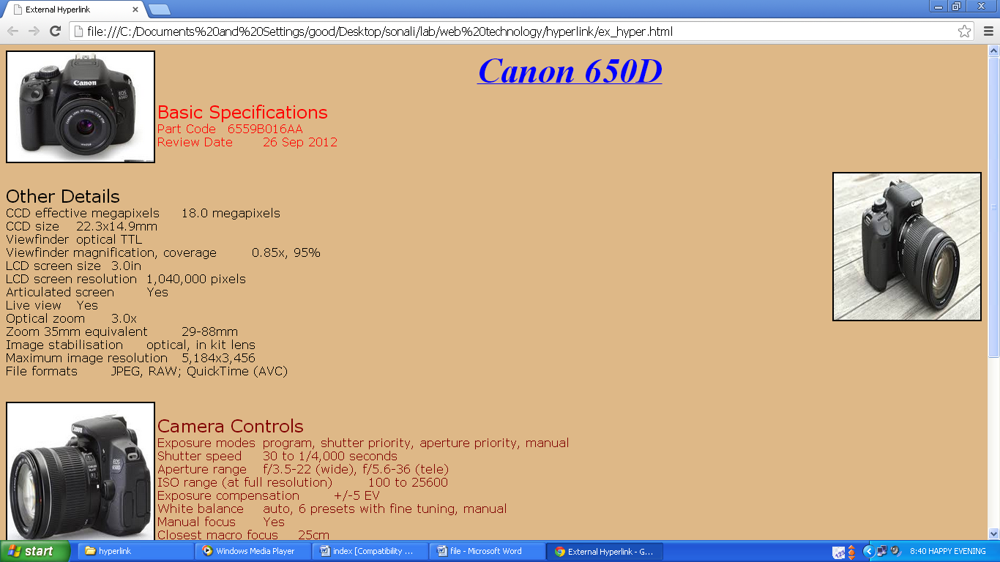 External Hyperlink
file:///C:/Documents%20and%20Settings/good/Desktop/sonali/lab/web%20technology/hyperlink/ex_hyper.html
Canon
EOS
650D
Canon 650D
Basic Specifications
Part Code 6559B016AA
Review Date 26 Sep 2012
Other Details
CCD effective megapixels 18.0 megapixels
CCD size 22.3x14.9mm
Viewfinder optical TTL
Viewfinder magnification, coverage 0.85x, 95%
LCD screen size 3.0in
LCD screen resolution 1,040,000 pixels
Articulated screen Yes
Live view Yes
Optical zoom 3.0x
Zoom 35mm equivalent 29-88mm
Image stabilisation optical, in kit lens
Maximum image resolution 5,184x3,456
File formats JPEG, RAW; QuickTime (AVC)
Canon
Canon
EOS
650D
Camera Controls
Exposure modes program, shutter priority, aperture priority, manual
Shutter speed 30 to 1/4,000 seconds
Aperture range f/3.5-22 (wide), f/5.6-36 (tele)
ISO range (at full resolution) 100 to 25600
Exposure compensation +/-5 EV
White balance auto, 6 presets with fine tuning, manual
Manual focus Yes
Closest macro focus 25cm
start
hyperlink
Windows Media Player
index [Compatibility ...
file - Microsoft Word
External Hyperlink - G...
8:40 HAPPY EVENING